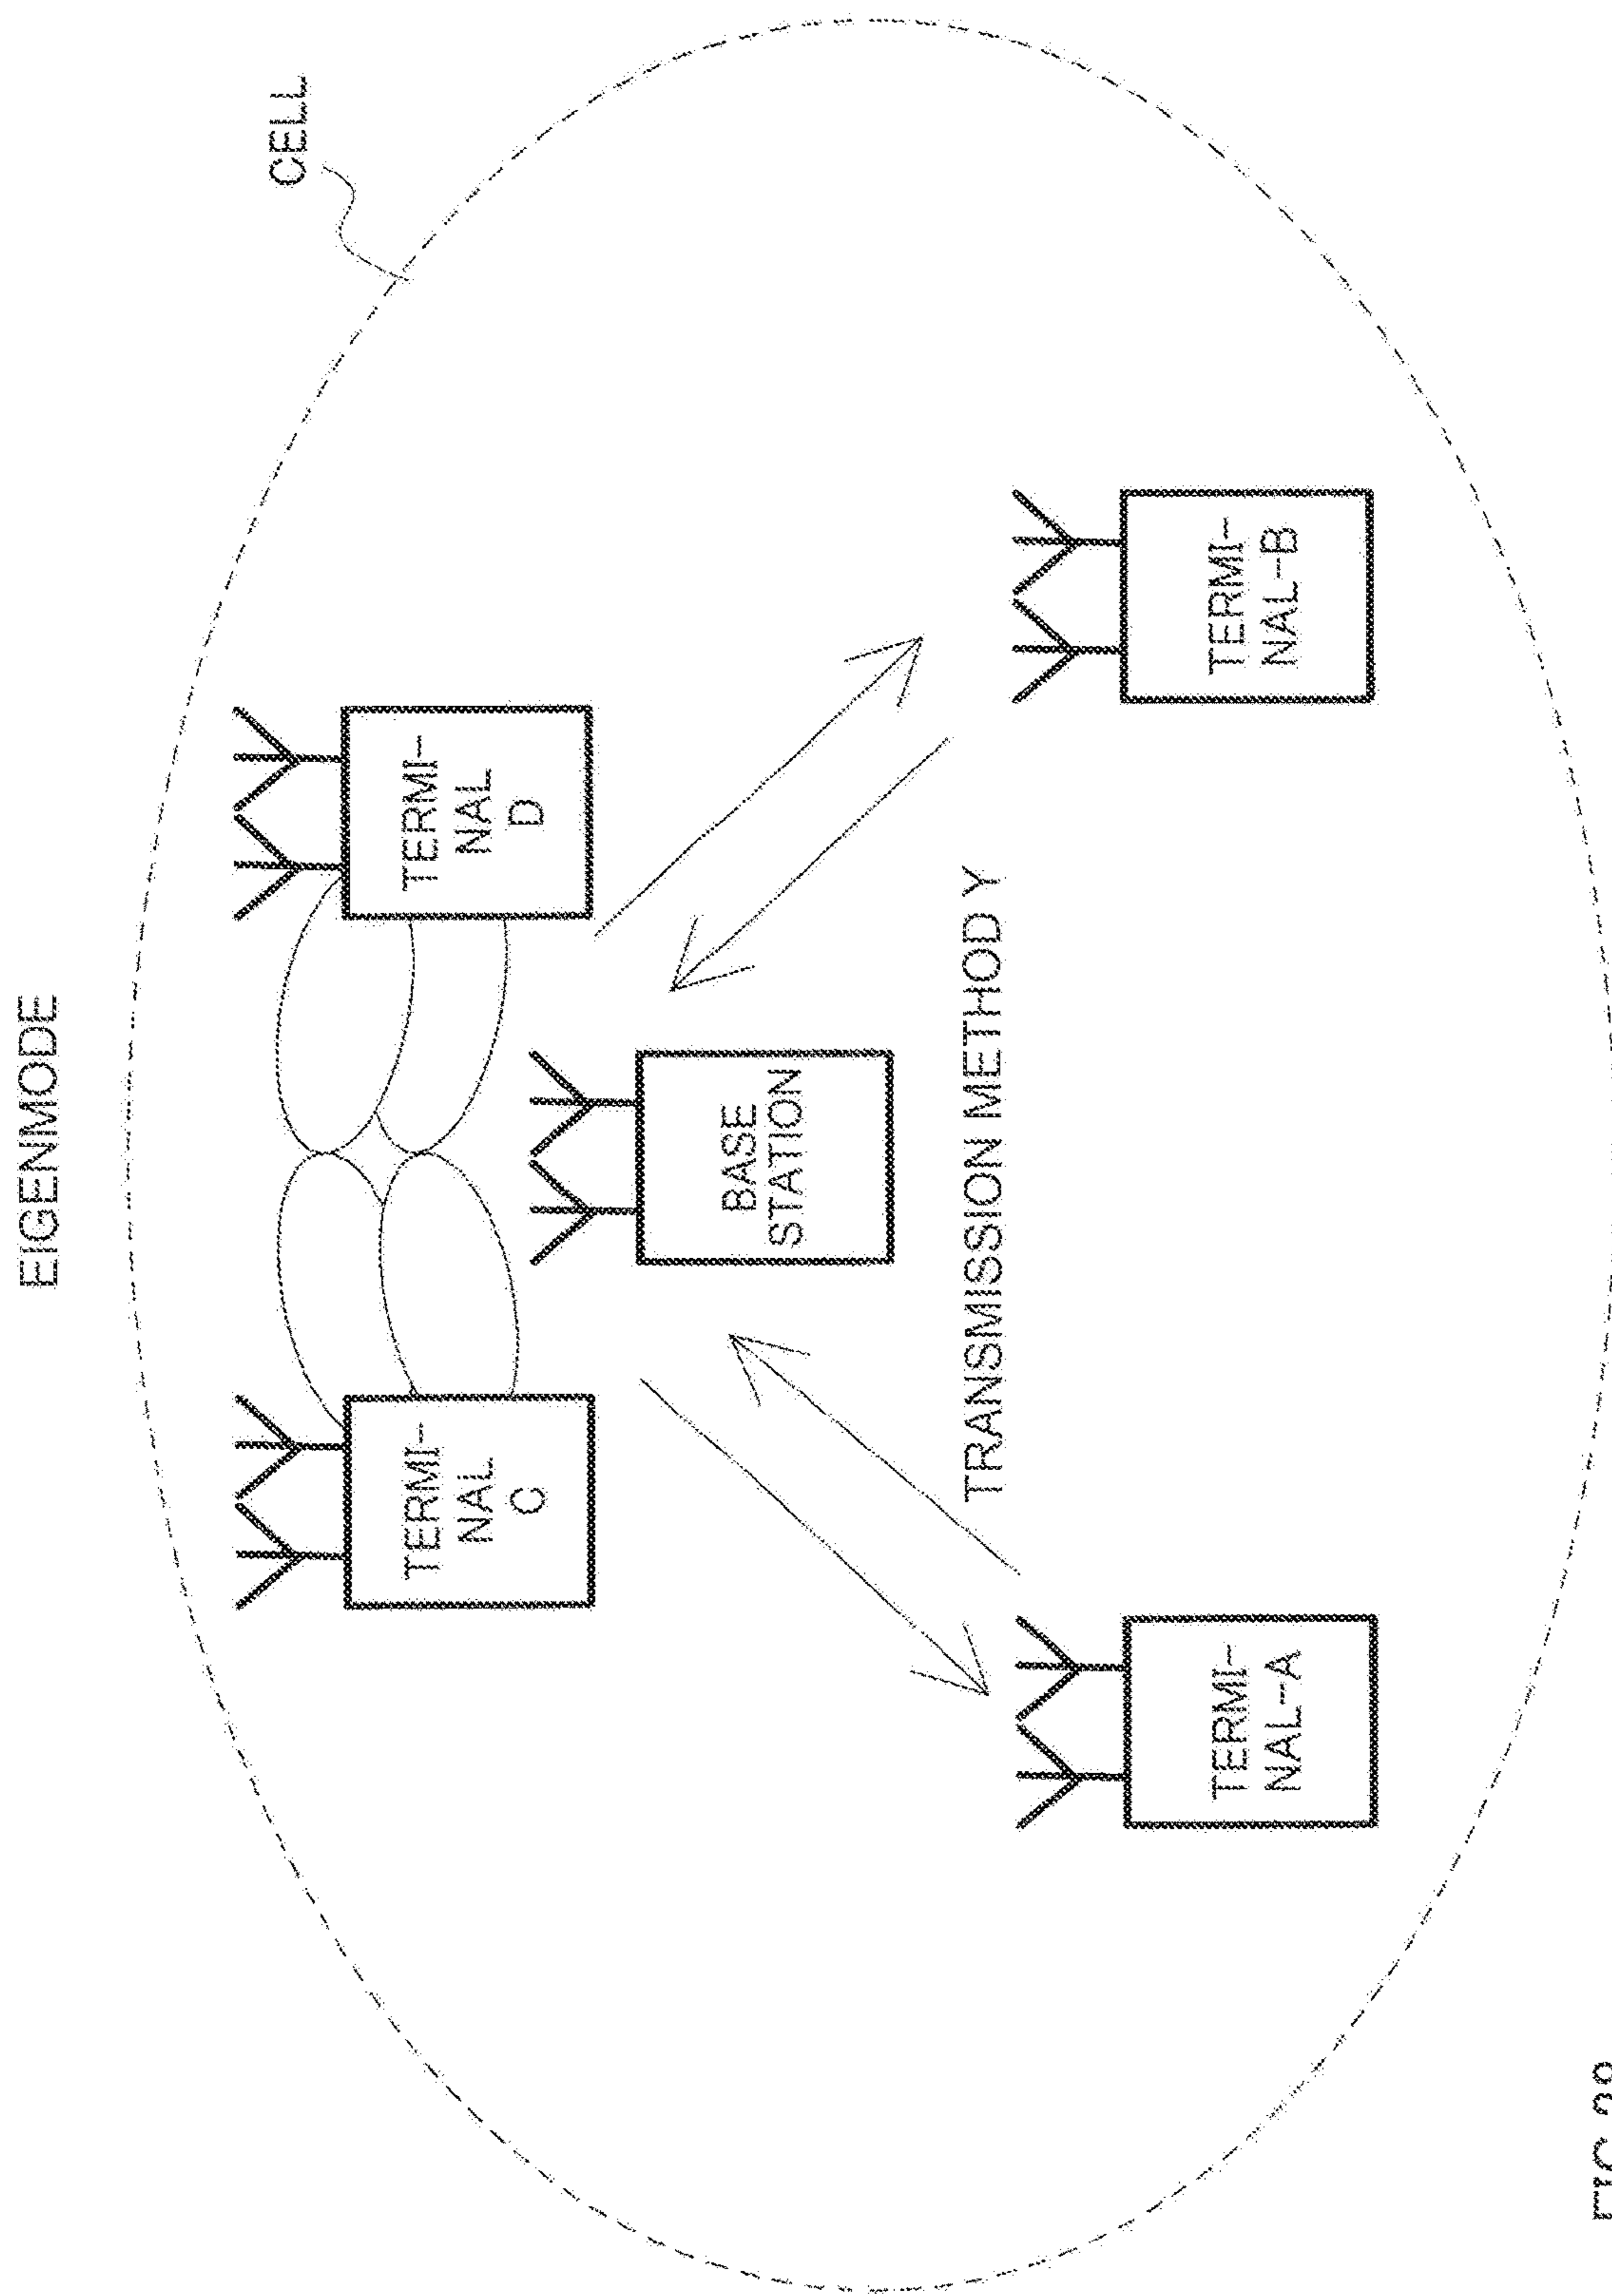 EIGENMODE
CELL
TERMI-
NAL
C
TERMI-
NAL
D
BASE
STATION
TRANSMISSION METHOD Y
TERMI-
NAL-A
TERMI-
NAL-B